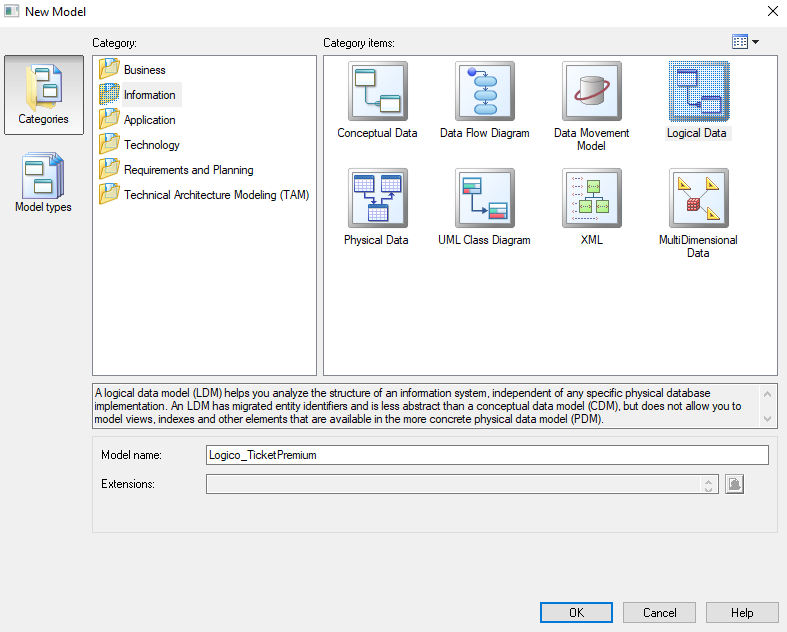 New Model
Category:
Category items:
Categories
Model types
Business
Information
Application
Technology
Requirements and Planning
Technical Architecture Modeling (TAM)
Conceptual Data
Data Flow Diagram
Data Movement
Model
Logical Data
Physical Data
UML Class Diagram
XML
MultiDimensional
Data
A logical data model (LDM) helps you analyze the structure of an information system, independent of any specific physical database
implementation. An LDM has migrated entity identifiers and is less abstract than a conceptual data model (CDM), but does not allow you to
model views, indexes and other elements that are available in the more concrete physical data model (PDM).
Model name:
Logico_TicketPremium
Extensions:
OK
Cancel
Help